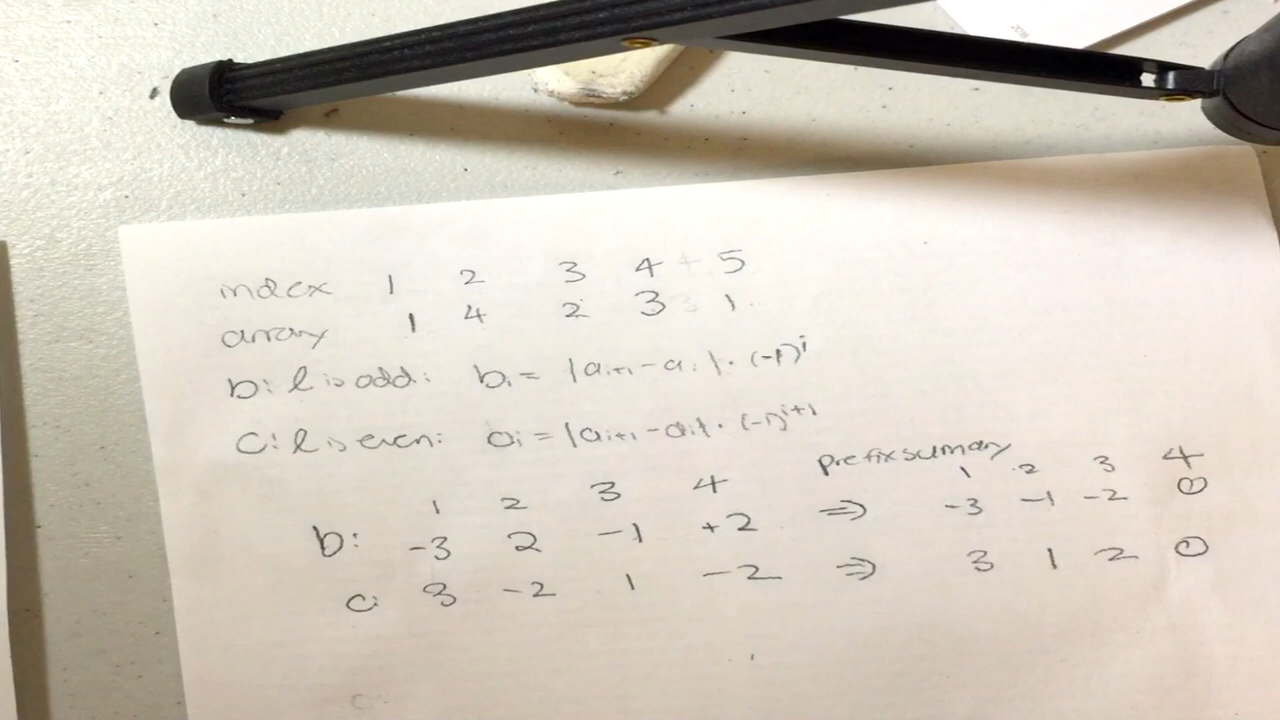 index 1 2 3 4 5
array 1 4 2 3 1
b: l is odd: bi = |ai+1 - ai| · (-1)^i
c: l is even: ai = |ai+1 - ai| · (-1)^i+1
prefix sumary
1 2 3 4 1 2 3 4
b: -3 2 -1 +2 ⇒ -3 -1 -2 0
c: 3 -2 1 -2 ⇒ 3 1 2 0
c